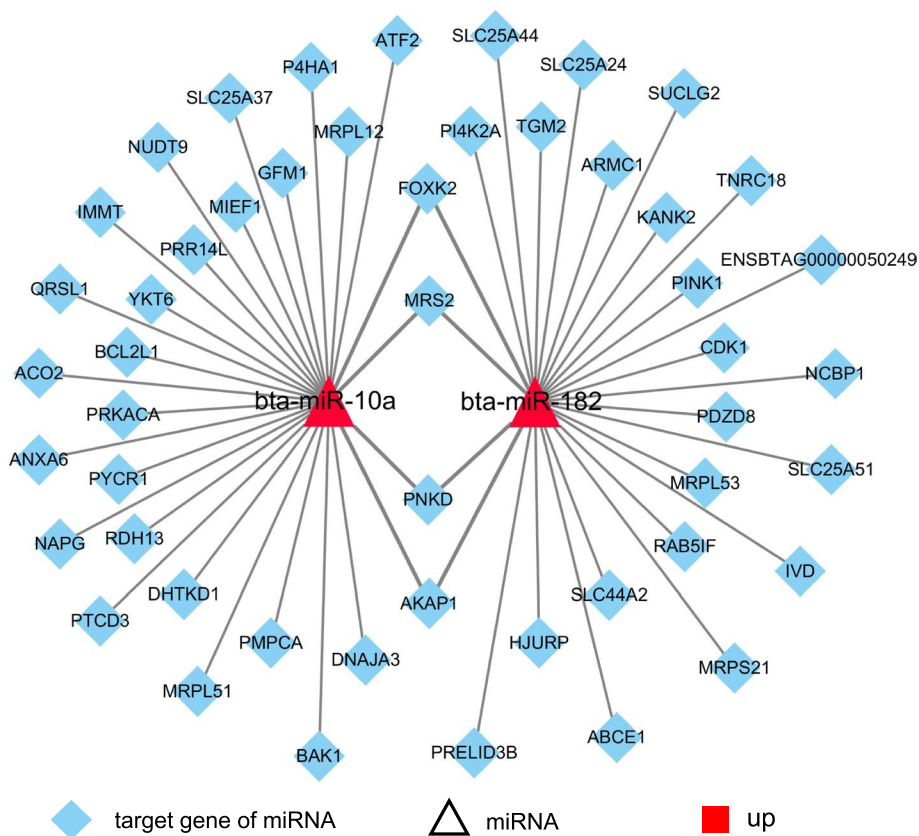 ATF2
SLC25A44
P4HA1
SLC25A24
SLC25A37
SUCLG2
MRPL12
PI4K2A
TGM2
NUDT9
GFM1
ARMC1
FOXK2
TNRC18
MIEF1
IMMT
KANK2
PRR14L
ENSBTAG00000050249
QRSL1
YKT6
MRS2
PINK1
BCL2L1
CDK1
ACO2
NCBP1
bta-miR-10a
bta-miR-182
PRKACA
PDZD8
ANXA6
SLC25A51
PYCR1
MRPL53
PNKD
RDH13
NAPG
RAB5IF
IVD
DHTKD1
SLC44A2
AKAP1
PTCD3
PMPCA
HJURP
DNAJA3
MRPS21
MRPL51
ABCE1
BAK1
PRELID3B
target gene of miRNA
miRNA
up